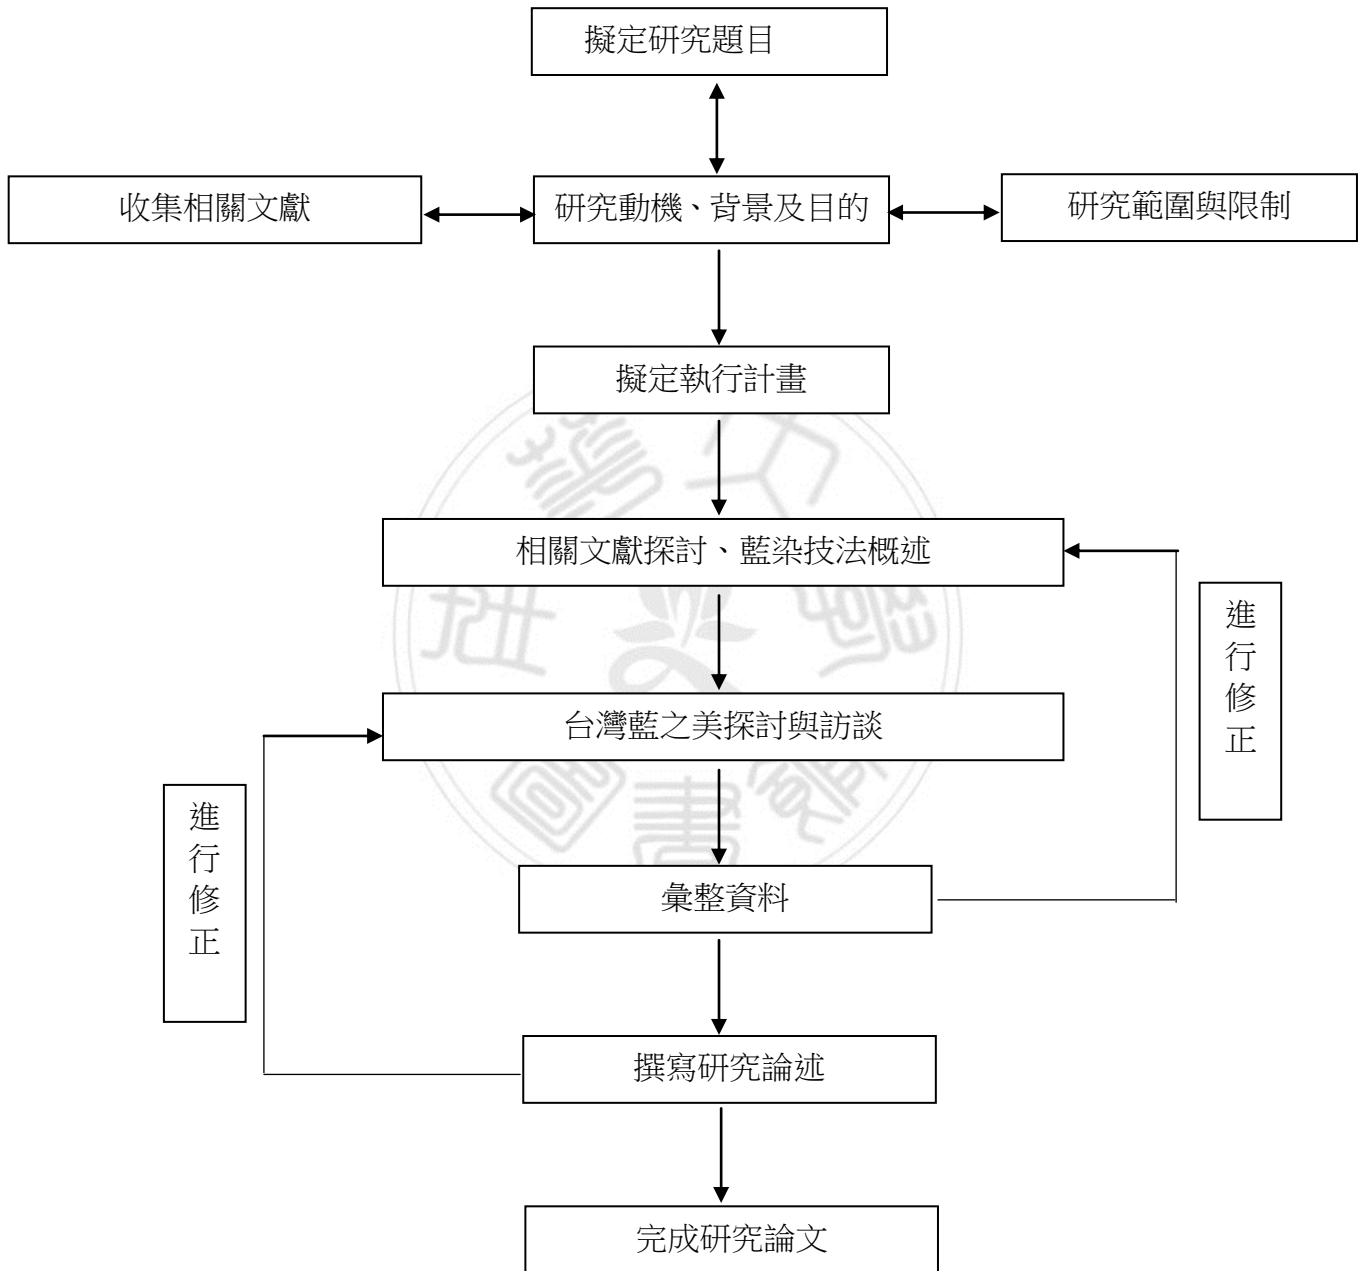 擬定研究題目
收集相關文獻
研究動機、背景及目的
研究範圍與限制
擬定執行計畫
相關文獻探討、藍染技法概述
進行修正
台灣藍之美探討與訪談
進行修正
彙整資料
撰寫研究論述
完成研究論文